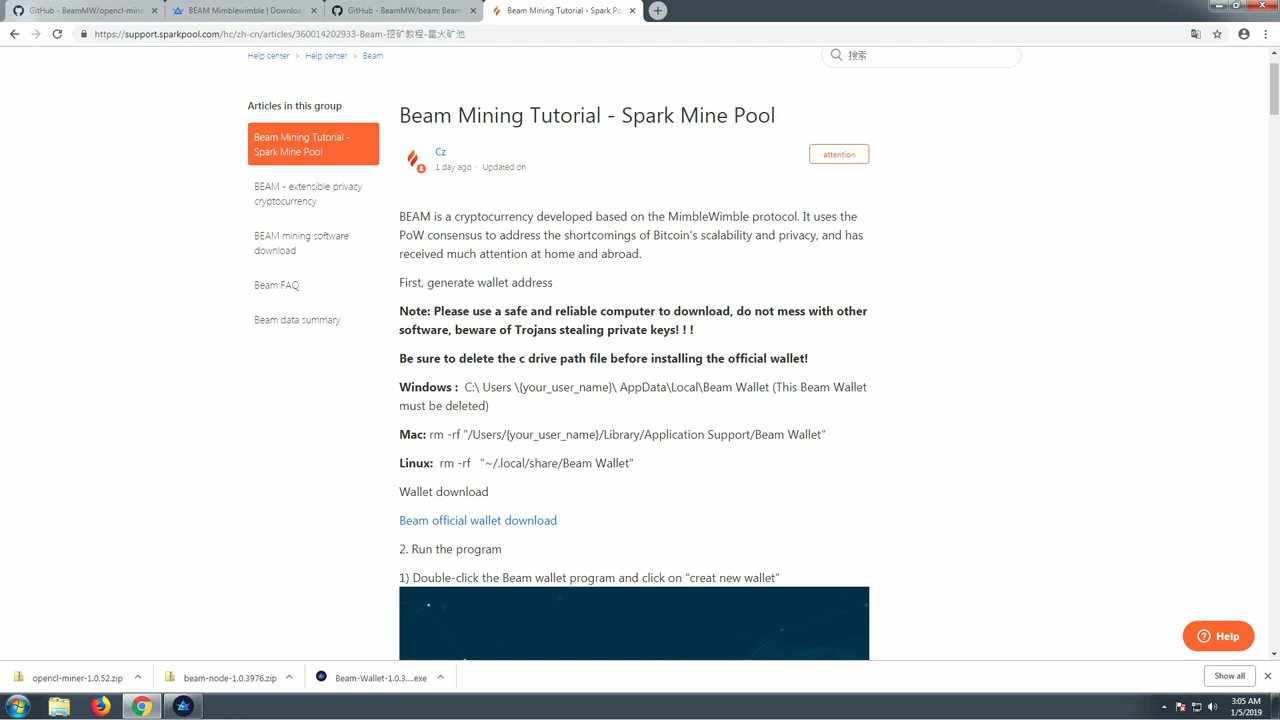 GitHub - BeamMW/opencl-mine
BEAM Mimblewimble | Download
GitHub - BeamMW/beam: Beam
Beam Mining Tutorial - Spark Po
https://support.sparkpool.com/hc/zh-cn/articles/360014202933-Beam-挖矿教程-星火矿池
Help center > Help center > Beam
搜索
Articles in this group
Beam Mining Tutorial -
Spark Mine Pool
BEAM - extensible privacy
cryptocurrency
BEAM mining software
download
Beam FAQ
Beam data summary
Beam Mining Tutorial - Spark Mine Pool
Cz
1 day ago · Updated on
attention
BEAM is a cryptocurrency developed based on the MimbleWimble protocol. It uses the
PoW consensus to address the shortcomings of Bitcoin's scalability and privacy, and has
received much attention at home and abroad.
First, generate wallet address
Note: Please use a safe and reliable computer to download, do not mess with other
software, beware of Trojans stealing private keys! ! !
Be sure to delete the c drive path file before installing the official wallet!
Windows : C:\ Users \{your_user_name}\ AppData\Local\Beam Wallet (This Beam Wallet
must be deleted)
Mac: rm -rf "/Users/{your_user_name}/Library/Application Support/Beam Wallet"
Linux: rm -rf "~/.local/share/Beam Wallet"
Wallet download
Beam official wallet download
2. Run the program
1) Double-click the Beam wallet program and click on "creat new wallet"
Help
opencl-miner-1.0.52.zip
beam-node-1.0.3976.zip
Beam-Wallet-1.0.3....exe
Show all
3:05 AM
1/5/2019